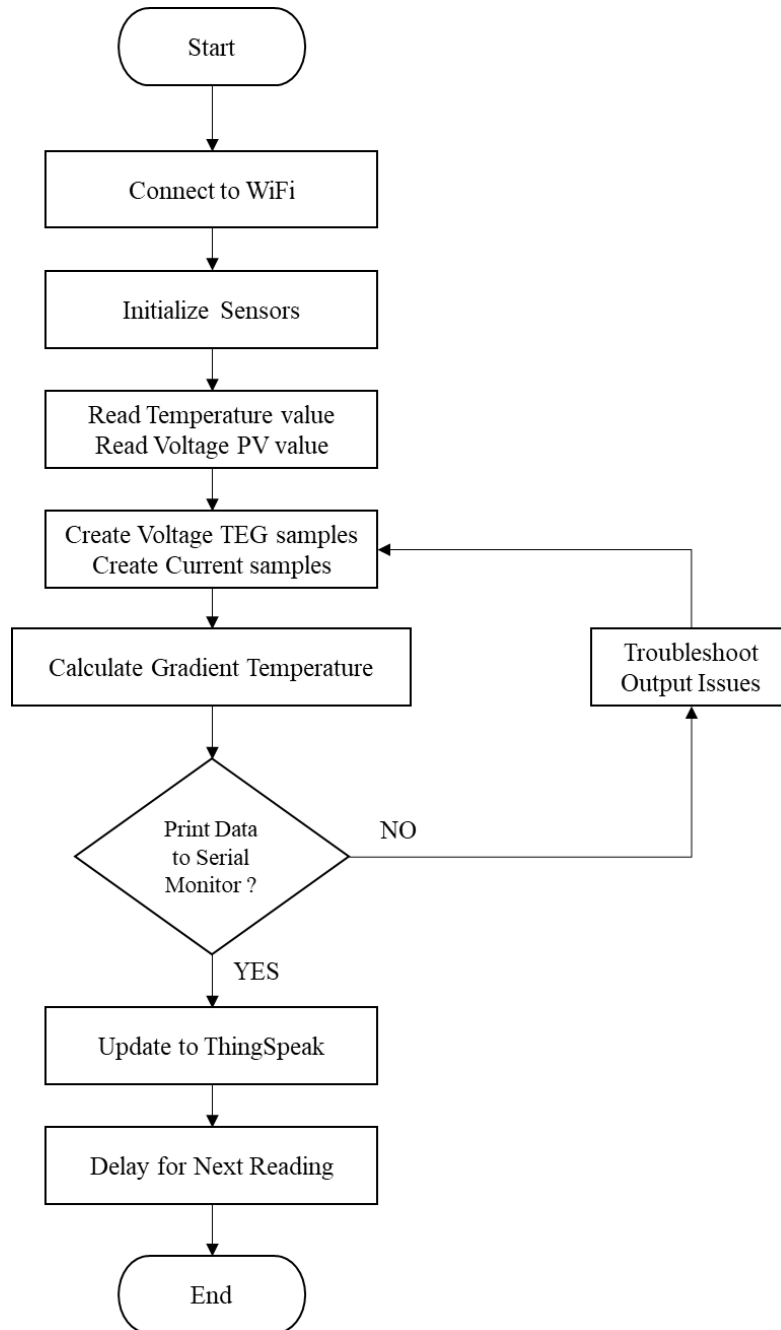 Start
Connect to WiFi
Initialize Sensors
Read Temperature value
Read Voltage PV value
Create Voltage TEG samples
Create Current samples
Calculate Gradient Temperature
Troubleshoot
Output Issues
Print Data
to Serial
Monitor ?
NO
YES
Update to ThingSpeak
Delay for Next Reading
End